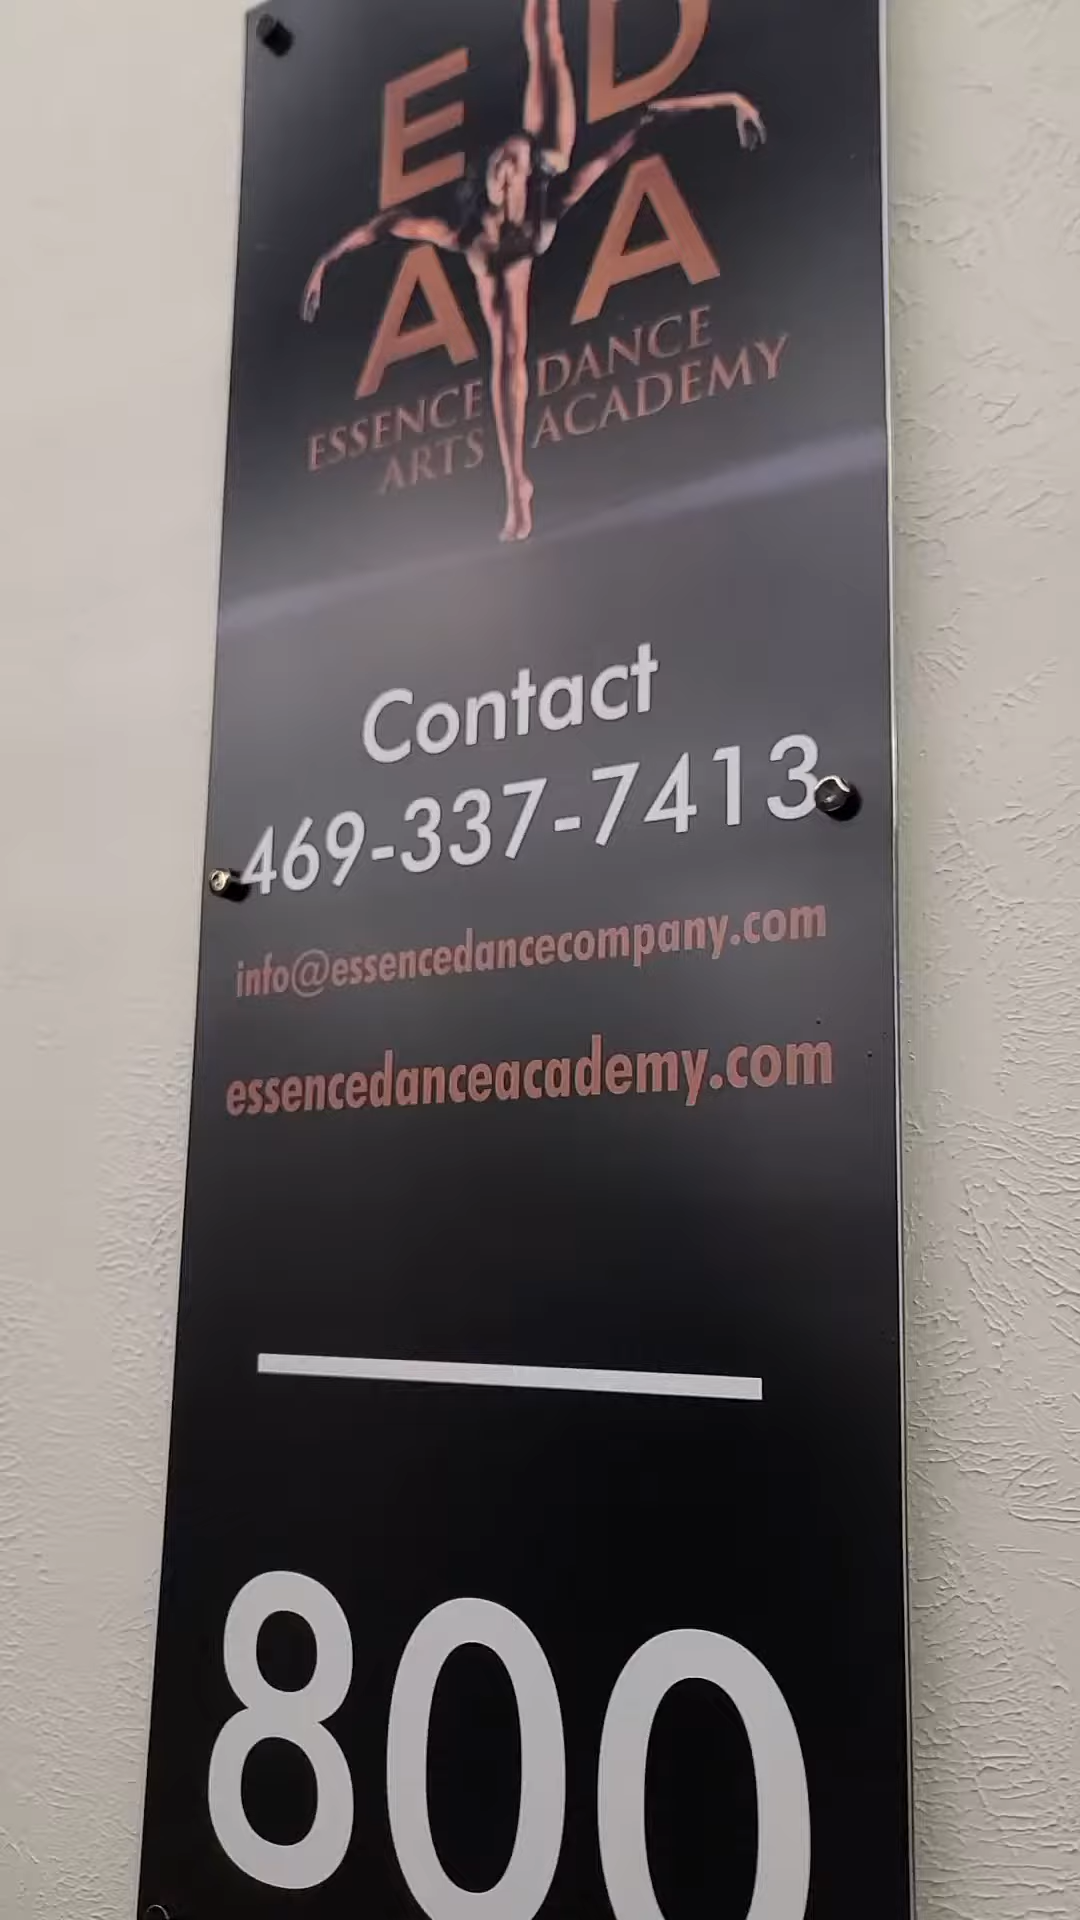 E D
A A
ESSENCE DANCE
ARTS ACADEMY
Contact
469-337-7413
info@essencedancecompany.com
essencedanceacademy.com
800